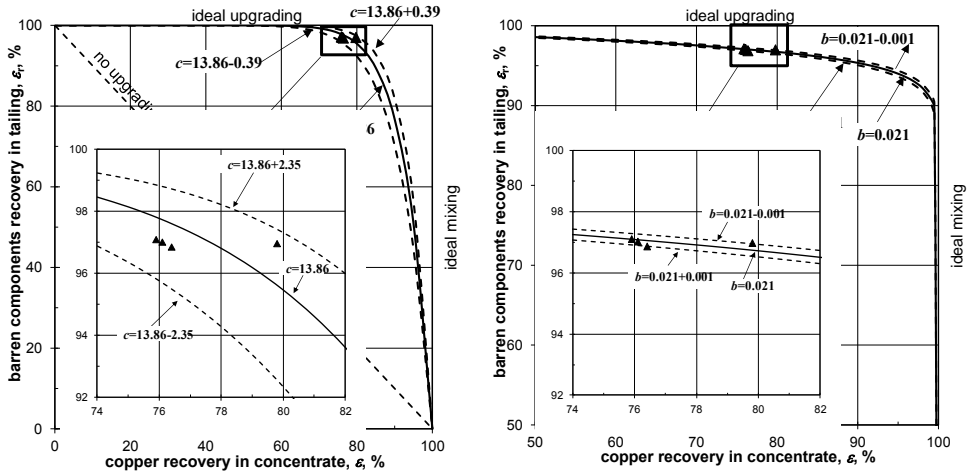 ideal upgrading
c=13.86+0.39
c=13.86-0.39
no upgrading
6
c=13.86+2.35
c=13.86
c=13.86-2.35
98
96
94
92
74
76
78
80
82
100
80
60
40
20
0
0
20
40
60
80
100
barren components recovery in tailing, εr, %
copper recovery in concentrate, ε, %
ideal mixing
ideal upgrading
b=0.021-0.001
b=0.021
b=0.021-0.001
b=0.021+0.001
b=0.021
100
98
96
94
92
74
76
78
80
82
100
90
80
70
60
50
50
60
70
80
90
100
barren components recovery in tailing, εr, %
copper recovery in concentrate, ε, %
ideal mixing